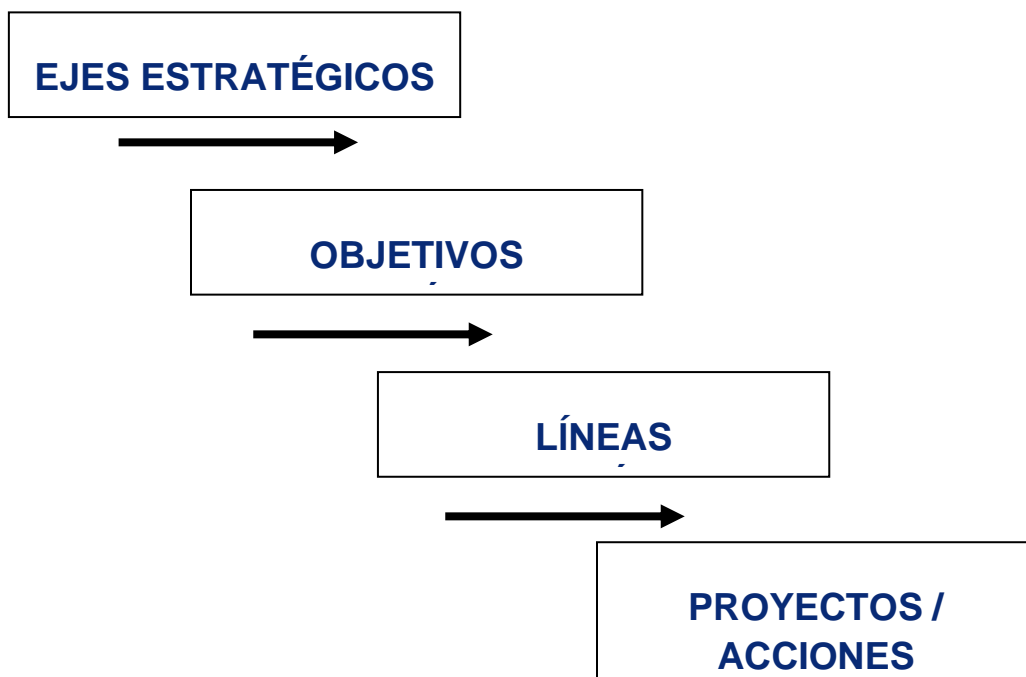 EJES ESTRATÉGICOS
OBJETIVOS
LÍNEAS
PROYECTOS /
ACCIONES